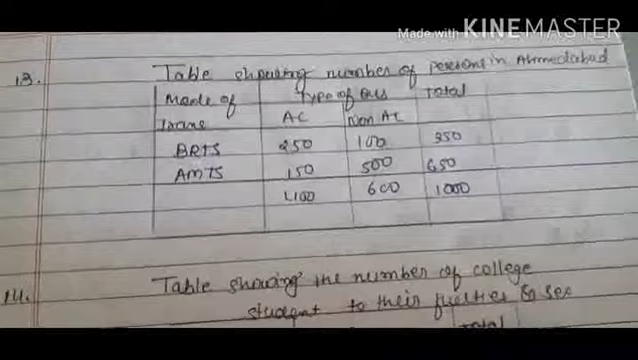 Made with KINEMASTER
13. Table showing number of persons in Ahmedabad
Mode of Type of Bus Total
trans AC Non AC
BRTS 250 100 350
AMTS 150 500 650
400 600 1000
14. Table showing the number of college
student to their & sex
Total